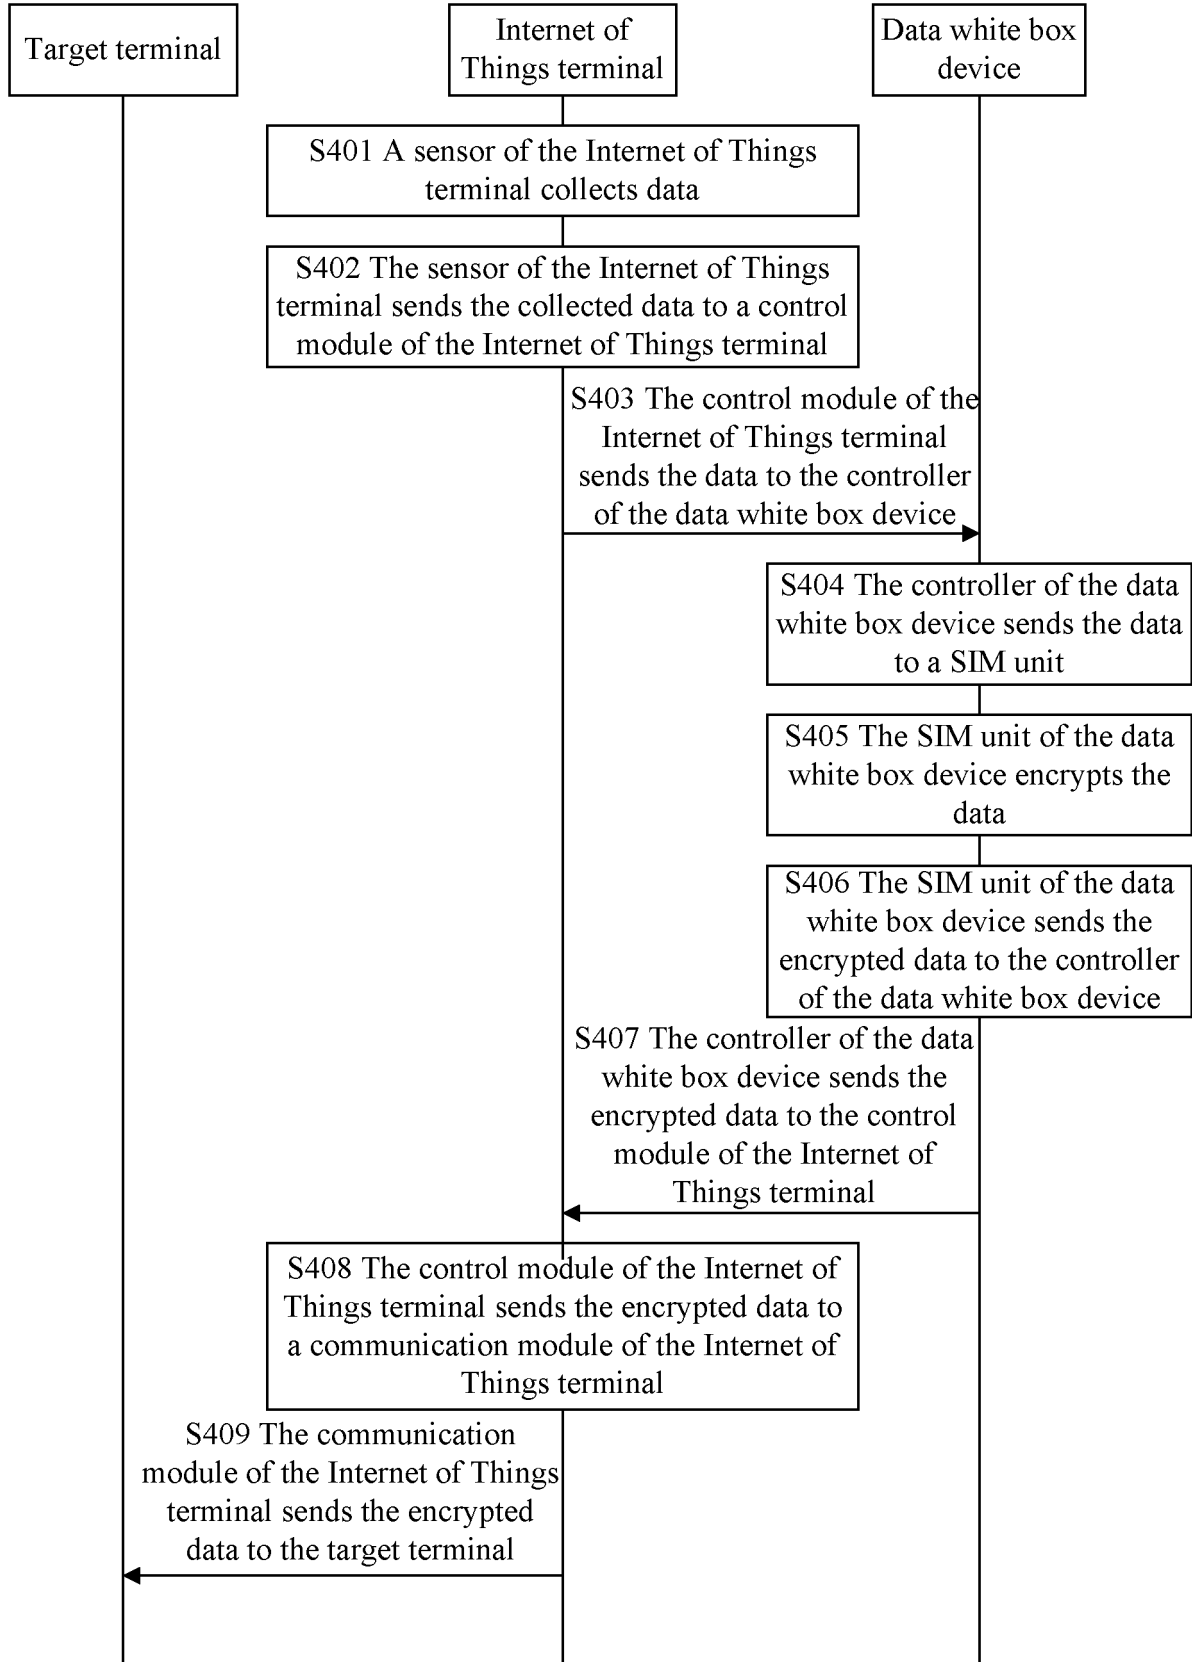 Target terminal
Internet of
Things terminal
Data white box
device
S401 A sensor of the Internet of Things
terminal collects data
S402 The sensor of the Internet of Things
terminal sends the collected data to a control
module of the Internet of Things terminal
S403 The control module of the
Internet of Things terminal
sends the data to the controller
of the data white box device
S404 The controller of the data
white box device sends the data
to a SIM unit
S405 The SIM unit of the data
white box device encrypts the
data
S406 The SIM unit of the data
white box device sends the
encrypted data to the controller
of the data white box device
S407 The controller of the data
white box device sends the
encrypted data to the control
module of the Internet of
Things terminal
S408 The control module of the Internet of
Things terminal sends the encrypted data to
a communication module of the Internet of
Things terminal
S409 The communication
module of the Internet of Things
terminal sends the encrypted
data to the target terminal